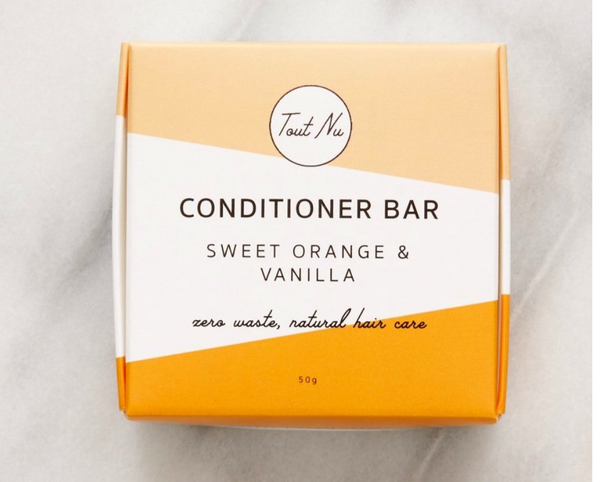 Tout Nu
CONDITIONER BAR
SWEET ORANGE &
VANILLA
zero waste, natural hair care
50g